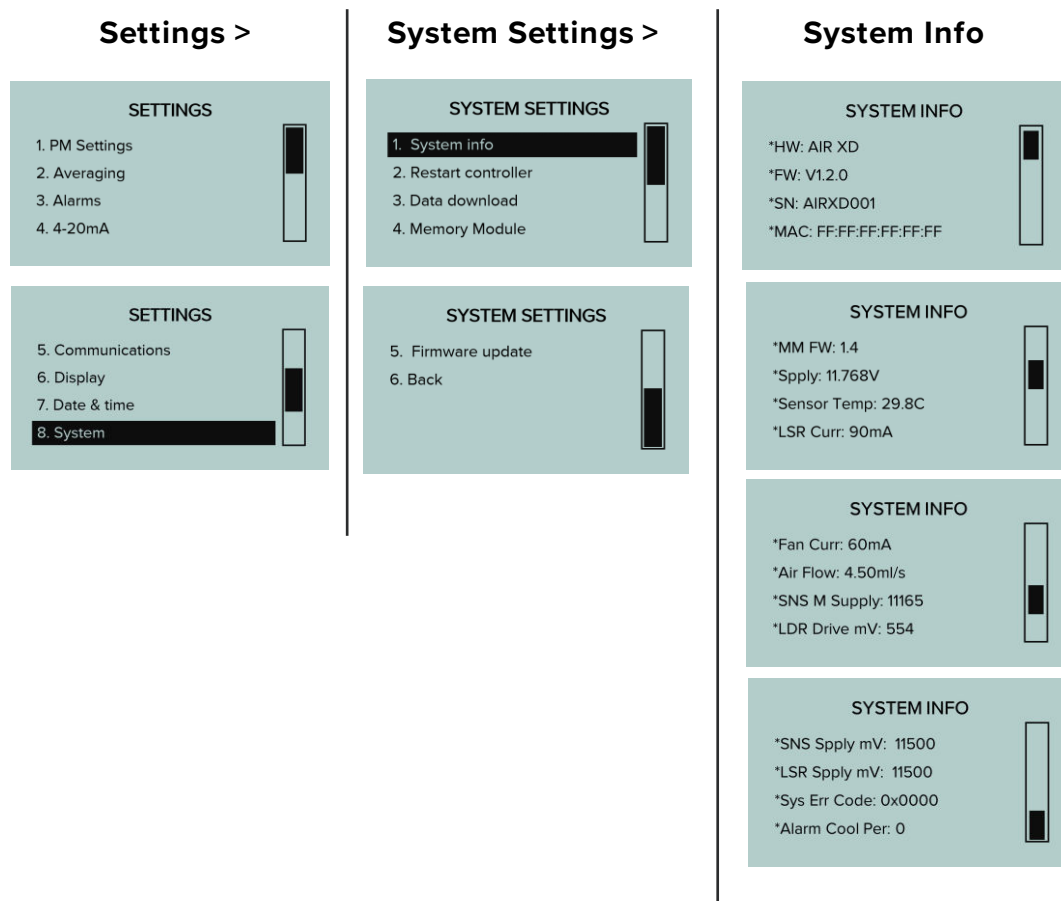 Settings >
SETTINGS
1. PM Settings
2. Averaging
3. Alarms
4. 4-20mA
SETTINGS
5. Communications
6. Display
7. Date & time
8. System
System Settings >
SYSTEM SETTINGS
1. System info
2. Restart controller
3. Data download
4. Memory Module
SYSTEM SETTINGS
5. Firmware update
6. Back
System Info
SYSTEM INFO
*HW: AIR XD
*FW: V1.2.0
*SN: AIRXD001
*MAC: FF:FF:FF:FF:FF:FF
SYSTEM INFO
*MM FW: 1.4
*Spply: 11.768V
*Sensor Temp: 29.8C
*LSR Curr: 90mA
SYSTEM INFO
*Fan Curr: 60mA
*Air Flow: 4.50ml/s
*SNS M Supply: 11165
*LDR Drive mV: 554
SYSTEM INFO
*SNS Spply mV: 11500
*LSR Spply mV: 11500
*Sys Err Code: 0x0000
*Alarm Cool Per: 0